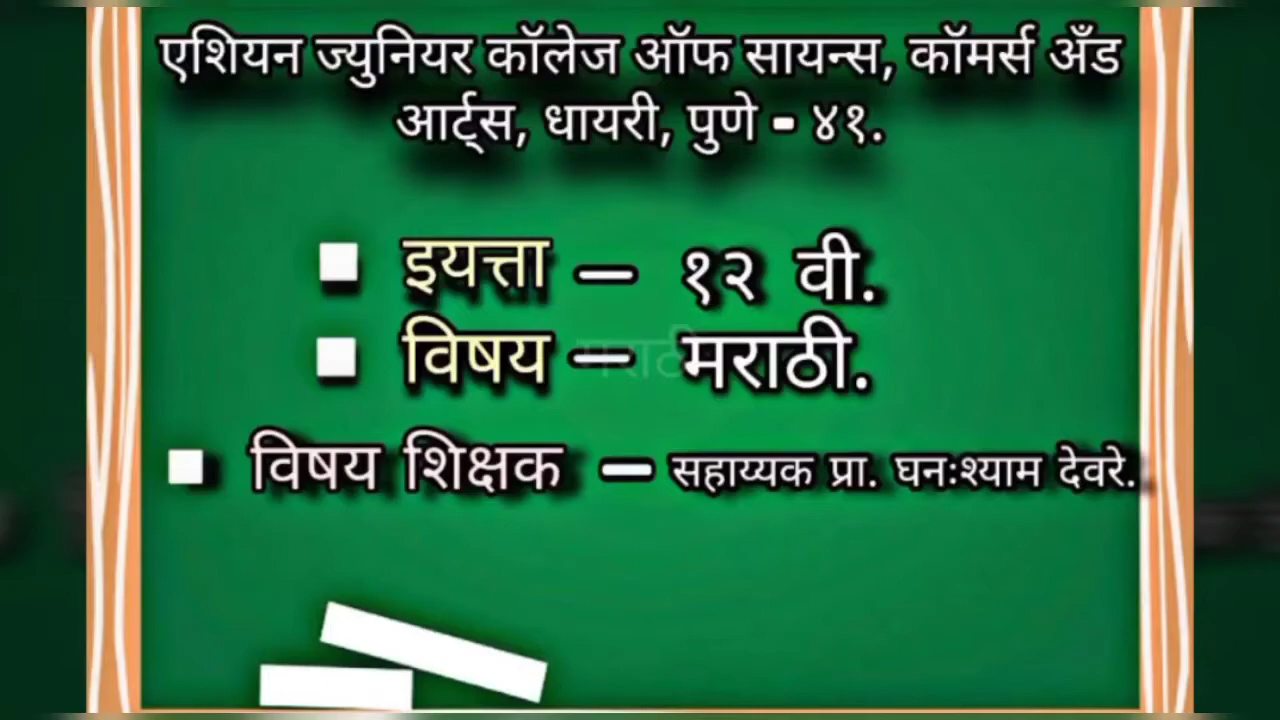 एशियन ज्युनियर कॉलेज ऑफ सायन्स, कॉमर्स अँड
आर्ट्स, धायरी, पुणे - ४१.
▪ इयत्ता – १२ वी.
▪ विषय – मराठी.
▪ विषय शिक्षक – सहाय्यक प्रा. घनःश्याम देवरे.